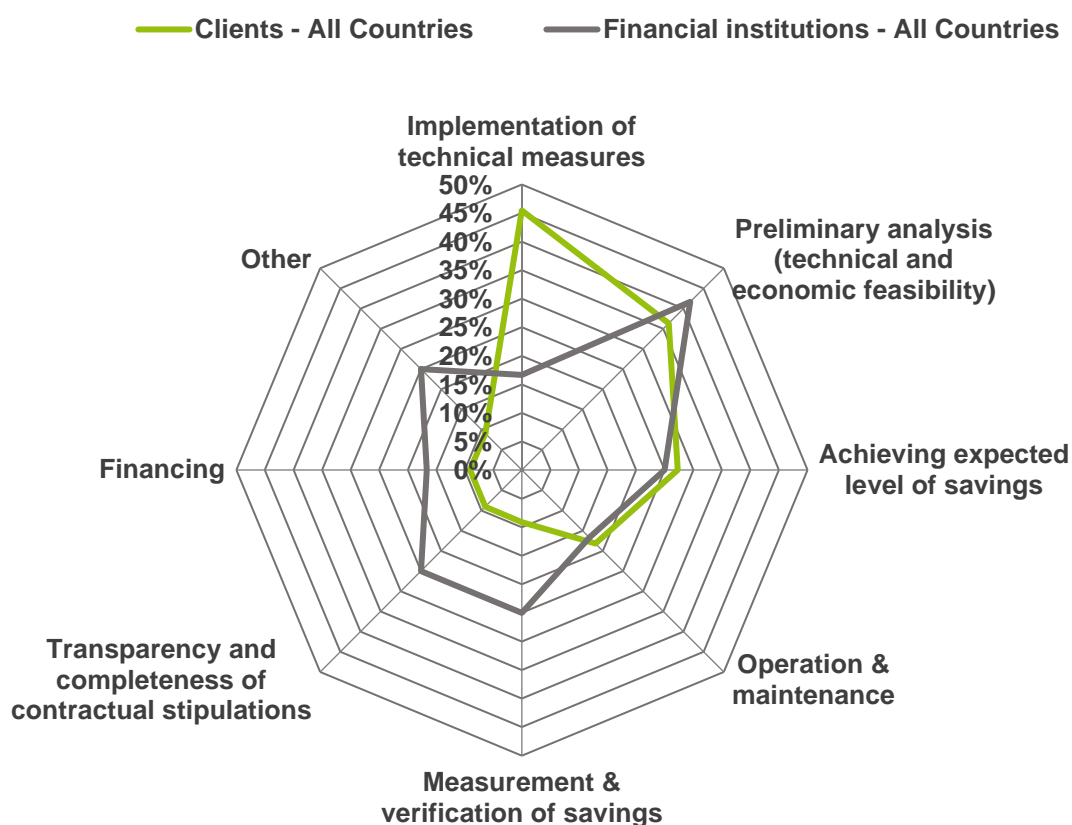 Clients - All Countries
Financial institutions - All Countries
Implementation of
technical measures
50%
45%
40%
35%
30%
25%
20%
15%
10%
5%
0%
Preliminary analysis
(technical and
economic feasibility)
Achieving expected
level of savings
Operation &
maintenance
Measurement &
verification of savings
Transparency and
completeness of
contractual stipulations
Financing
Other